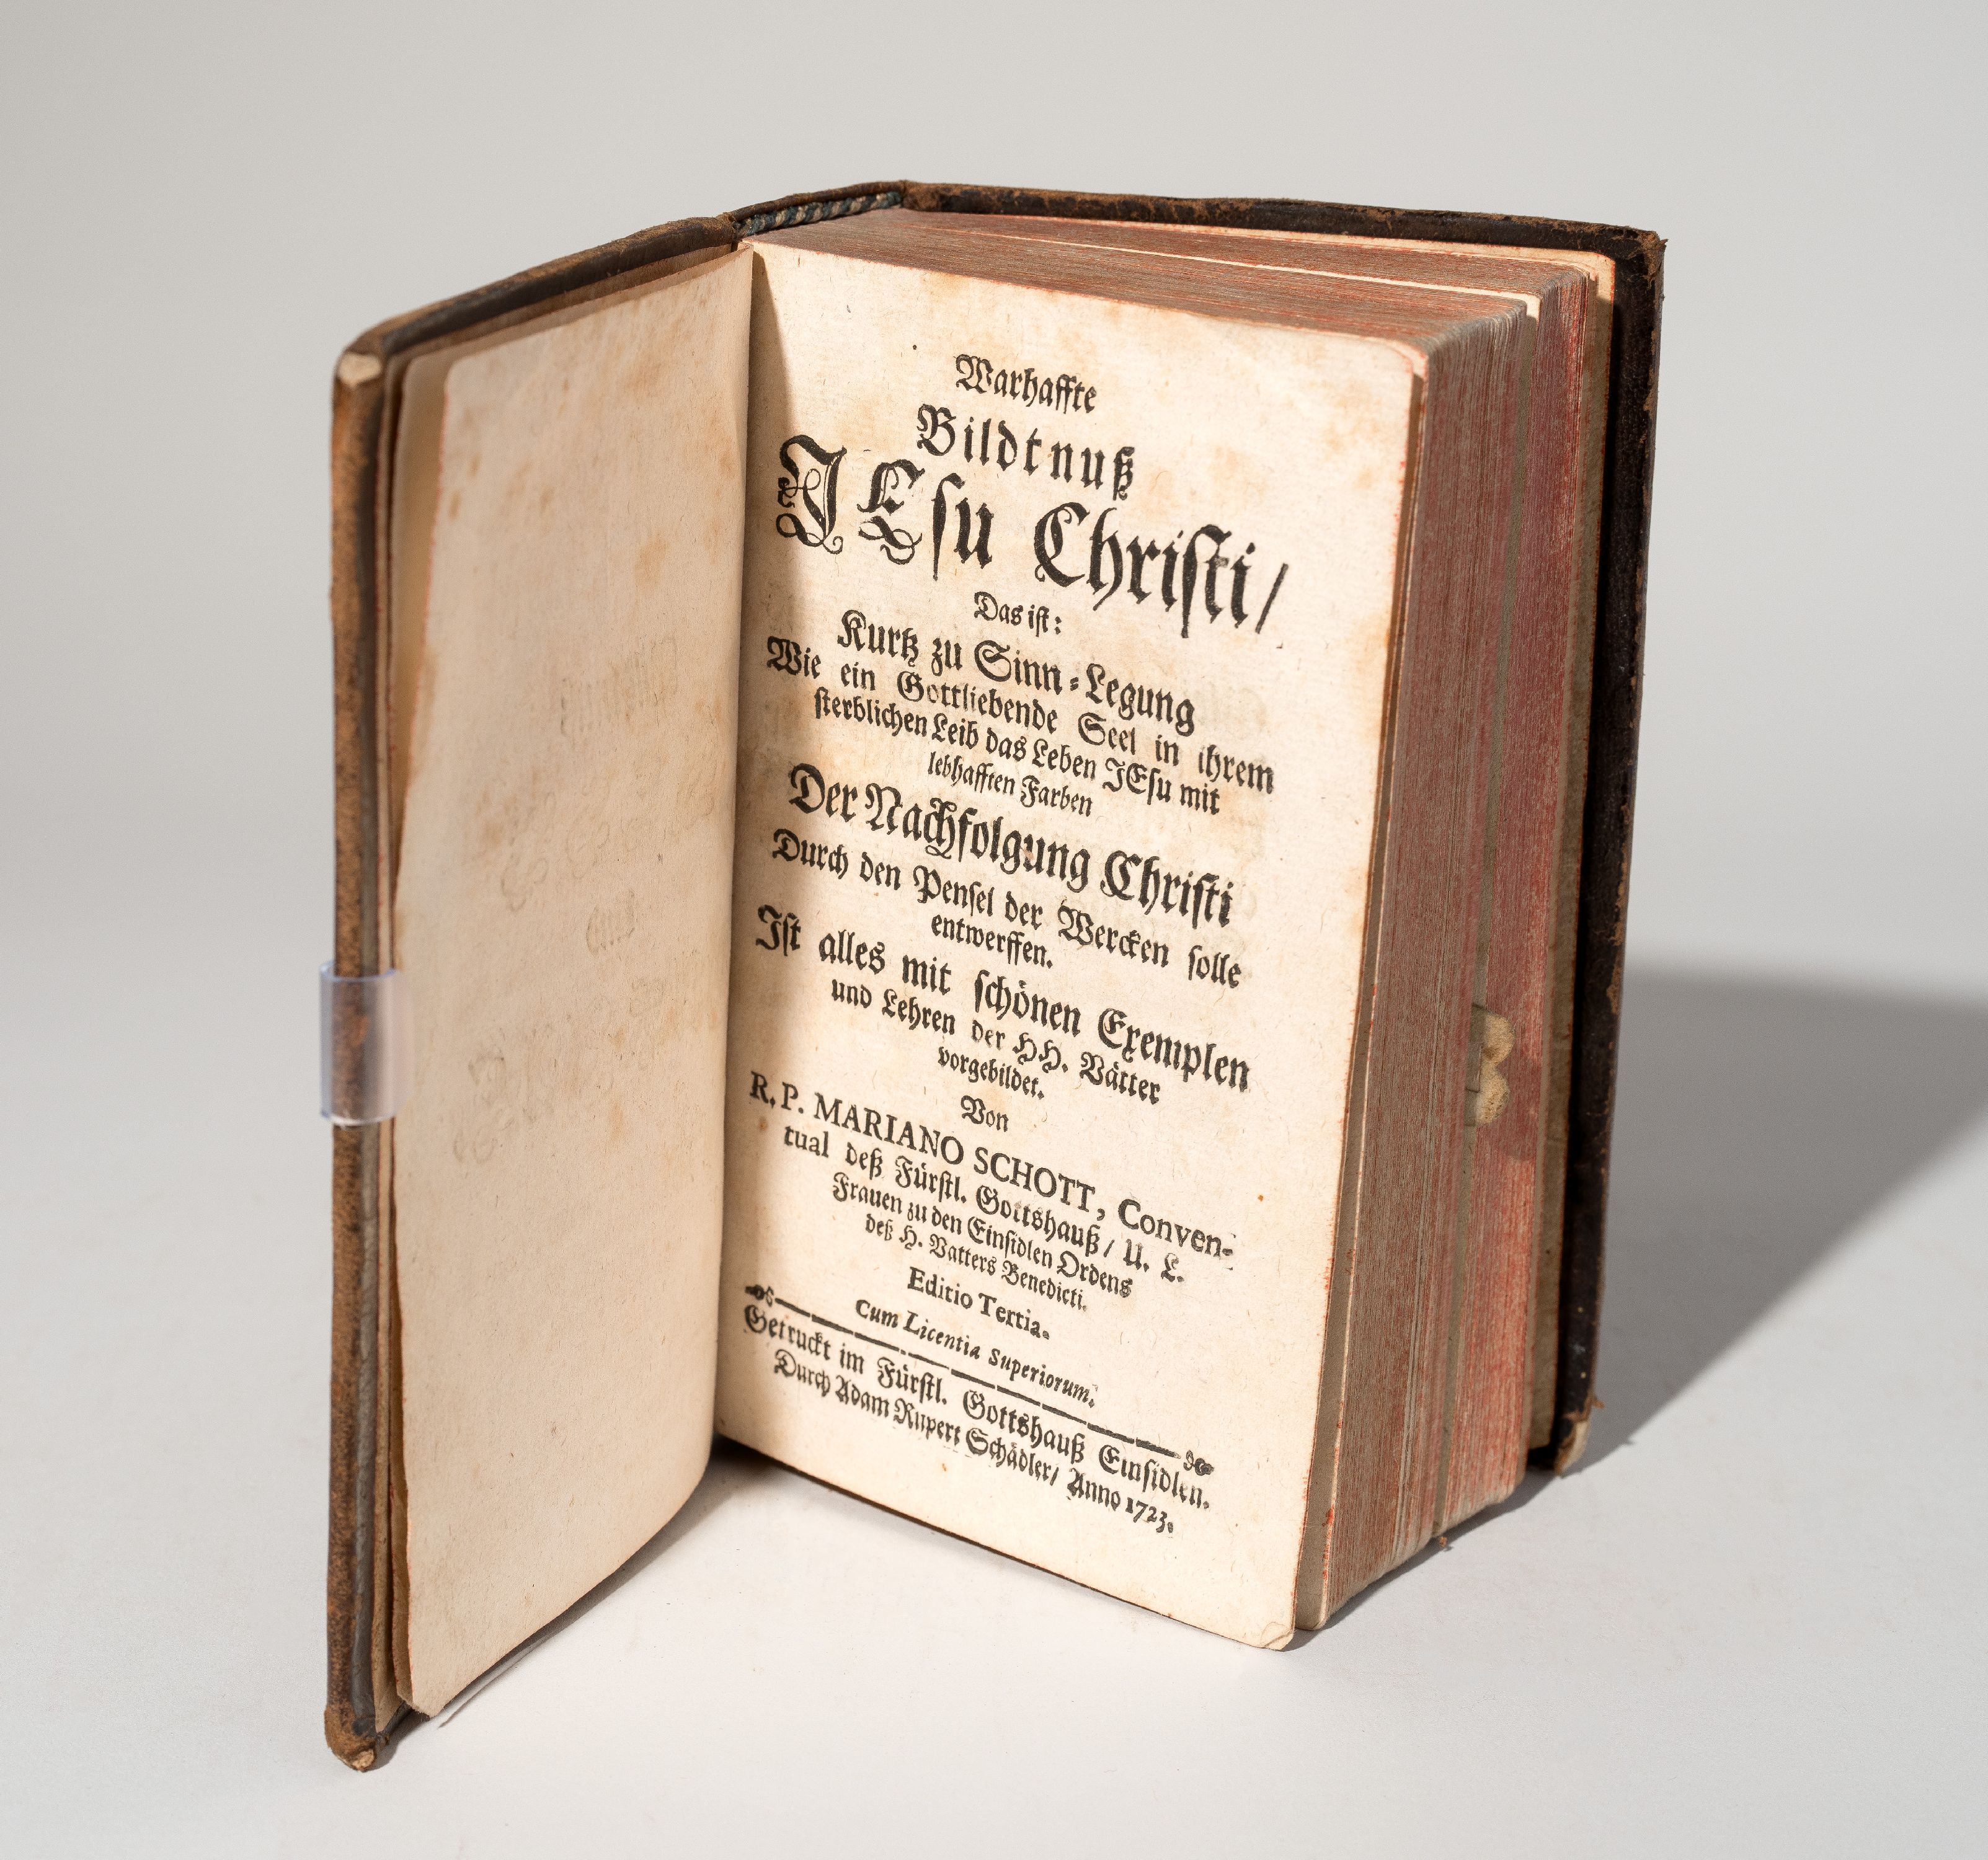 Warhaffte
Bildtnuß
JEsu Christi/
Das ist:
Kurtz zu Sinn-Legung
Wie ein Gottliebende Seel in ihrem
sterblichen Leib das Leben JEsu mit
lebhafften Farben
Der Nachfolgung Christi
Durch den Pensel der Wercken solle
entwerffen.
Ist alles mit schönen Exemplen
und Lehren der HH. Vätter
vorgebildet.
Von
R. P. MARIANO SCHOTT, Conven-
tual deß Fürstl. Gottshauß/ U. L.
Frauen zu den Einsidlen Ordens
deß H. Vatters Benedicti.
Editio Tertia.
Cum Licentia Superiorum.
Getruckt im Fürstl. Gottshauß Einsidlen.
Durch Adam Rupert Schädler/ Anno 1723.